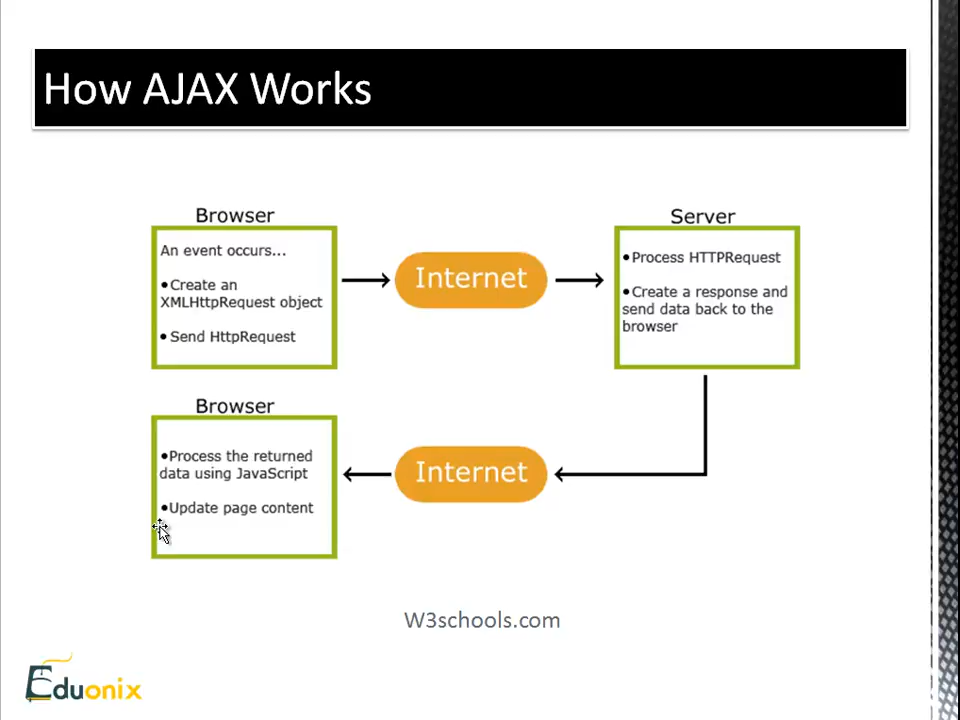 How AJAX Works
Browser
An event occurs...
•Create an
XMLHttpRequest object
• Send HttpRequest
Internet
Server
•Process HTTPRequest
•Create a response and
send data back to the
browser
Browser
•Process the returned
data using JavaScript
•Update page content
Internet
W3schools.com
Eduonix